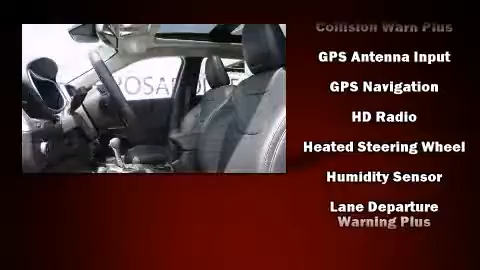 Collision Warn Plus
GPS Antenna Input
GPS Navigation
HD Radio
Heated Steering Wheel
Humidity Sensor
Lane Departure
Warning Plus